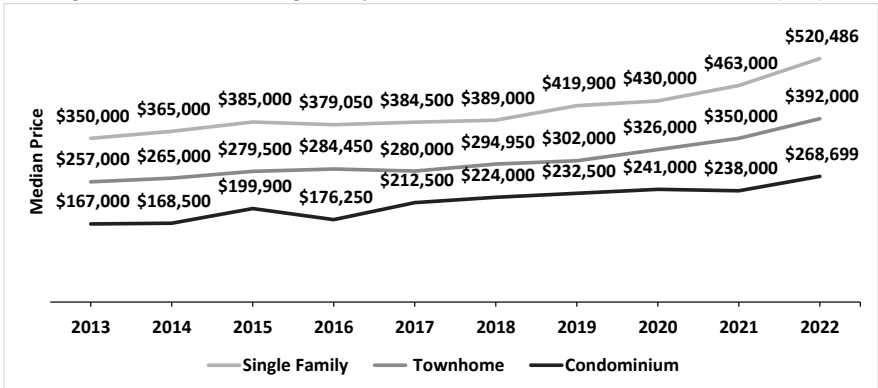 $520,486
$463,000
$419,900 $430,000
$385,000 $379,050 $384,500 $389,000
$350,000 $365,000
$392,000
$350,000
$326,000
$279,500 $284,450 $280,000 $294,950 $302,000
$257,000 $265,000
$268,699
$212,500 $224,000 $232,500 $241,000 $238,000
$199,900
$167,000 $168,500 $176,250
Median Price
2013 2014 2015 2016 2017 2018 2019 2020 2021 2022
Single Family Townhome Condominium